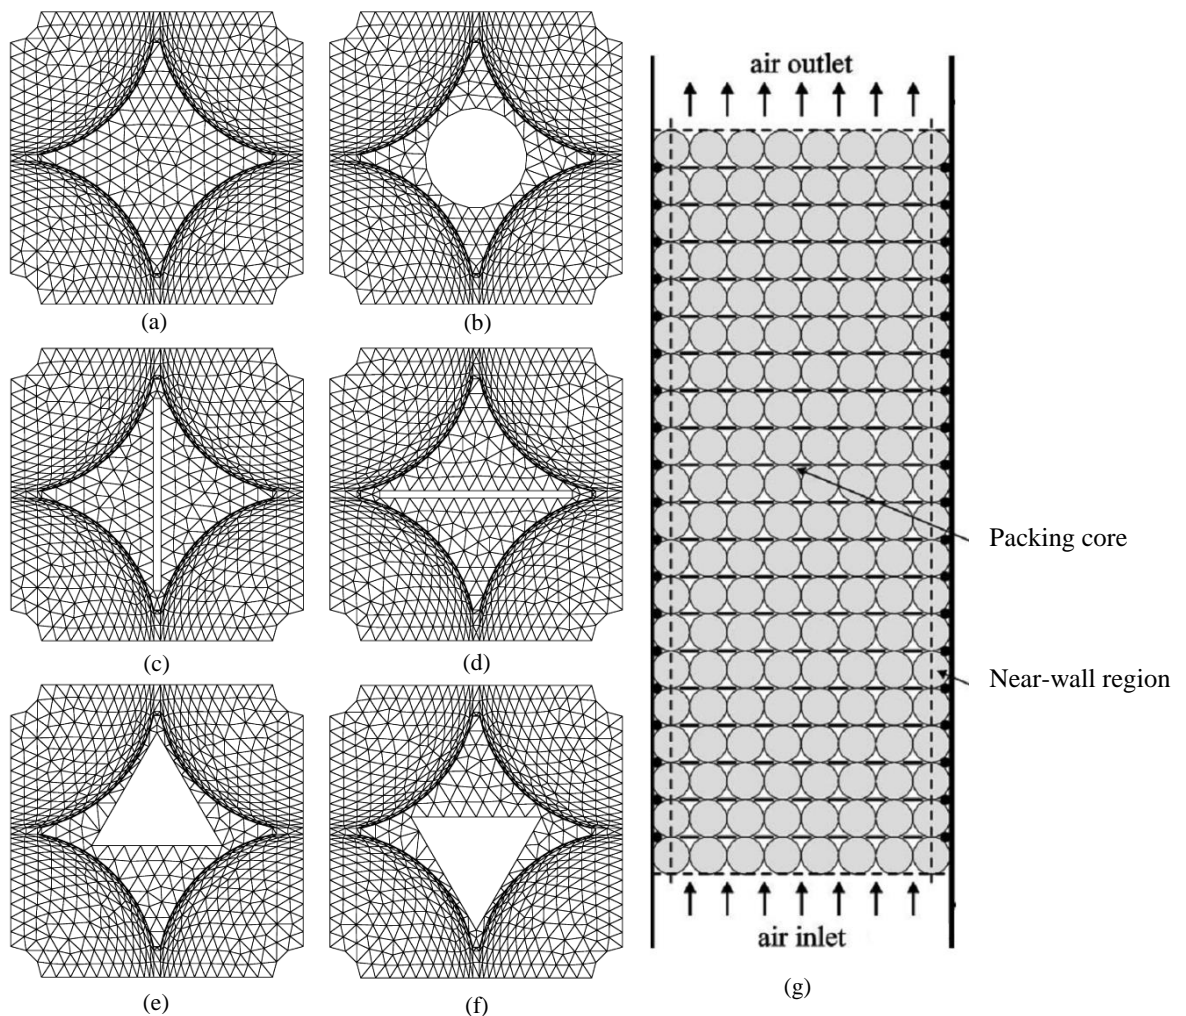 (a)
(b)
(c)
(d)
(e)
(f)
air outlet
Packing core
Near-wall region
air inlet
(g)